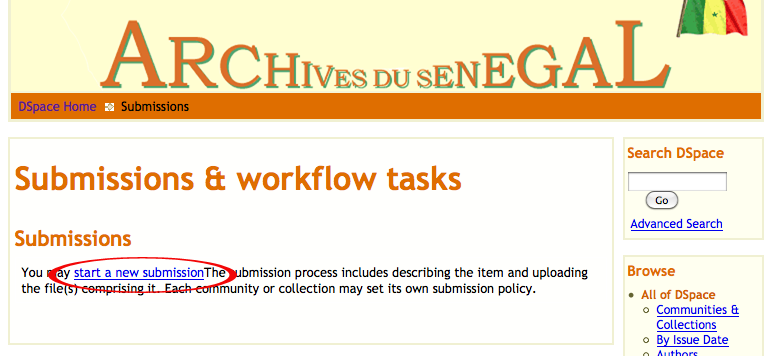 ARCHIVES DU SENEGAL
DSpace Home Submissions
Submissions & workflow tasks
Submissions
You may start a new submissionThe submission process includes describing the item and uploading
the file(s) comprising it. Each community or collection may set its own submission policy.
Search DSpace
Go
Advanced Search
Browse
All of DSpace
Communities &
Collections
By Issue Date
Authors